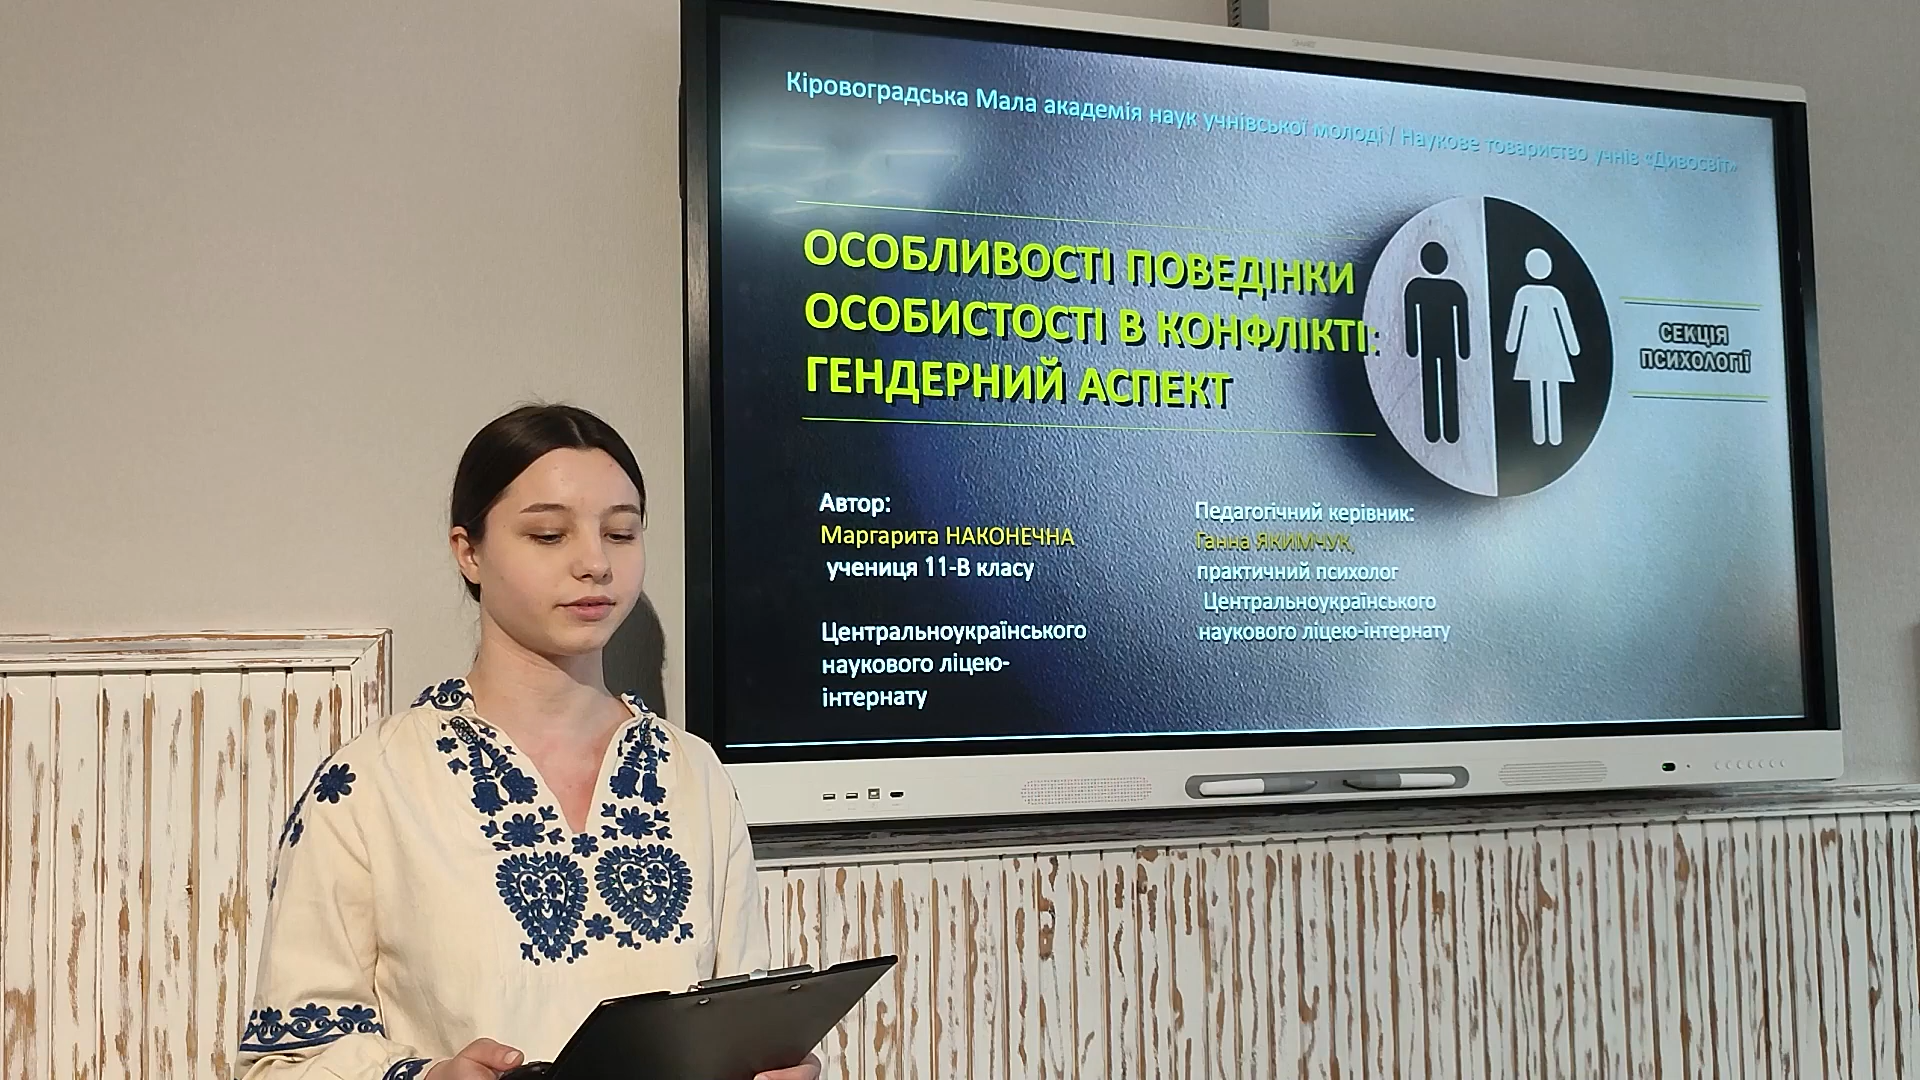 Кіровоградська Мала академія наук учнівської молоді / Наукове товариство учнів «Дивосвіт»
ОСОБЛИВОСТІ ПОВЕДІНКИ
ОСОБИСТОСТІ В КОНФЛІКТІ:
ГЕНДЕРНИЙ АСПЕКТ
СЕКЦІЯ
ПСИХОЛОГІЇ
Автор:
Маргарита НАКОНЕЧНА
учениця 11-В класу
Центральноукраїнського
наукового ліцею-
інтернату
Педагогічний керівник:
Ганна ЯКИМЧУК,
практичний психолог
Центральноукраїнського
наукового ліцею-інтернату